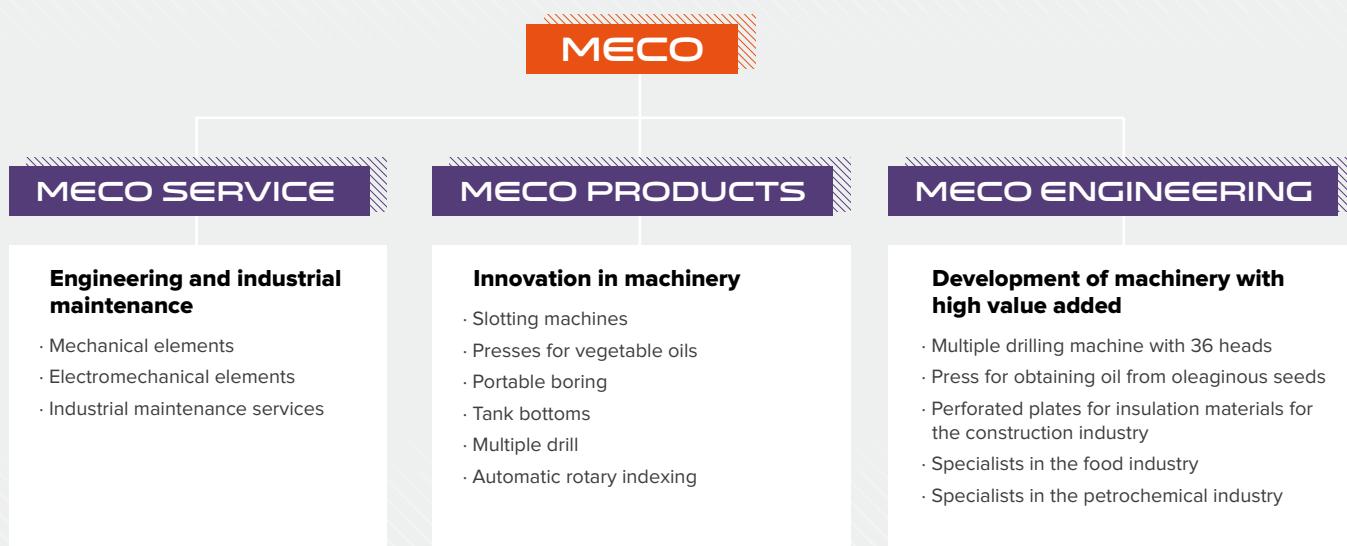 MECO
MECO SERVICE
Engineering and industrial
maintenance
· Mechanical elements
· Electromechanical elements
· Industrial maintenance services
MECO PRODUCTS
Innovation in machinery
· Slotting machines
· Presses for vegetable oils
· Portable boring
· Tank bottoms
· Multiple drill
· Automatic rotary indexing
MECO ENGINEERING
Development of machinery with
high value added
· Multiple drilling machine with 36 heads
· Press for obtaining oil from oleaginous seeds
· Perforated plates for insulation materials for
the construction industry
· Specialists in the food industry
· Specialists in the petrochemical industry